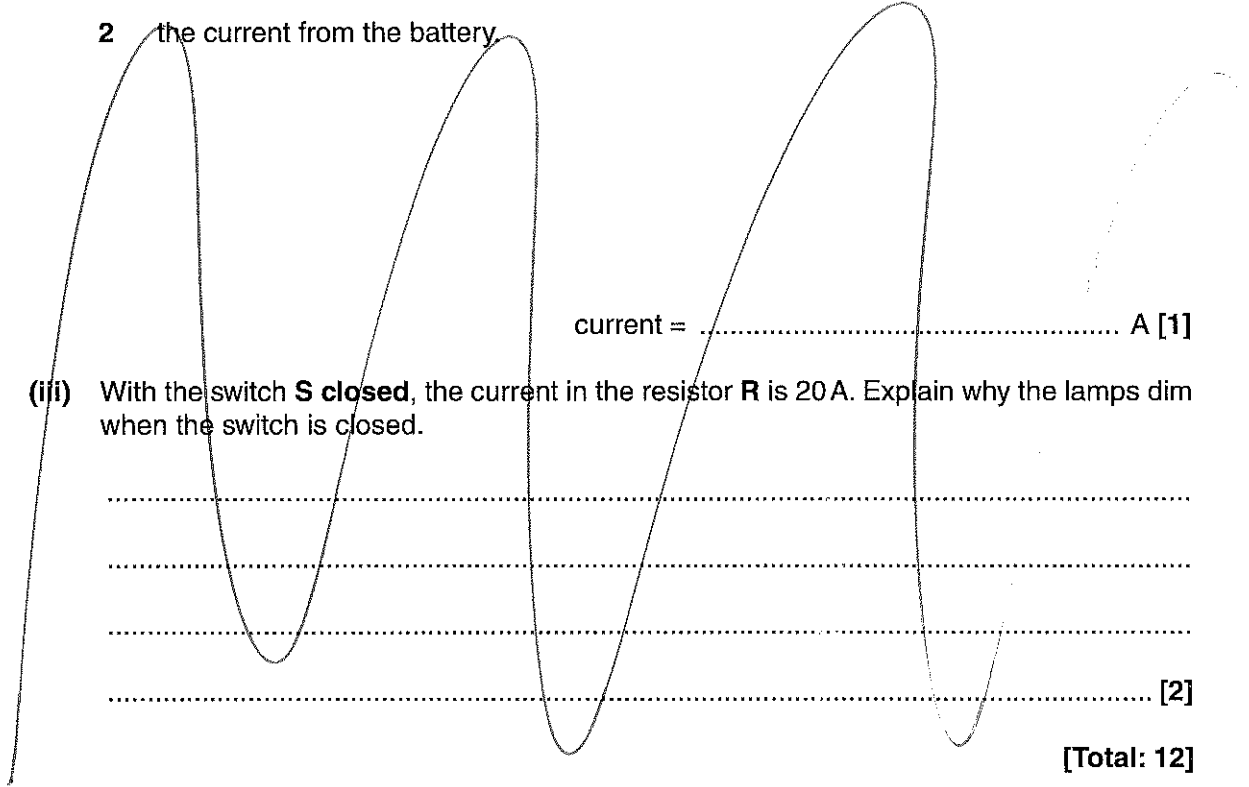 2 the current from the battery.
current = ........................................................ A [1]
(iii) With the switch S closed, the current in the resistor R is 20 A. Explain why the lamps dim
when the switch is closed.
[2]
[Total: 12]